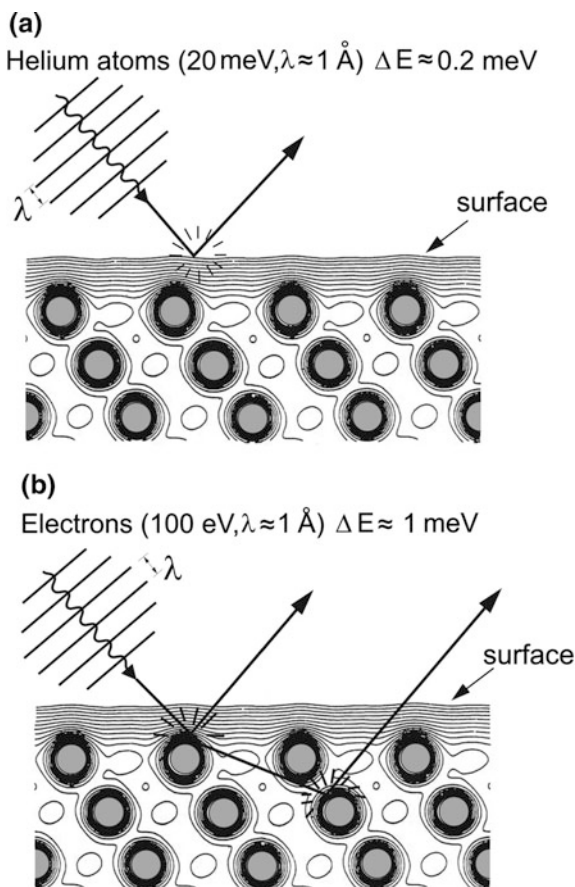 (a)
Helium atoms (20 meV,λ≈1 Å) ΔE≈0.2 meV
λ
surface
(b)
Electrons (100 eV,λ≈1 Å) ΔE≈ 1 meV
λ
surface